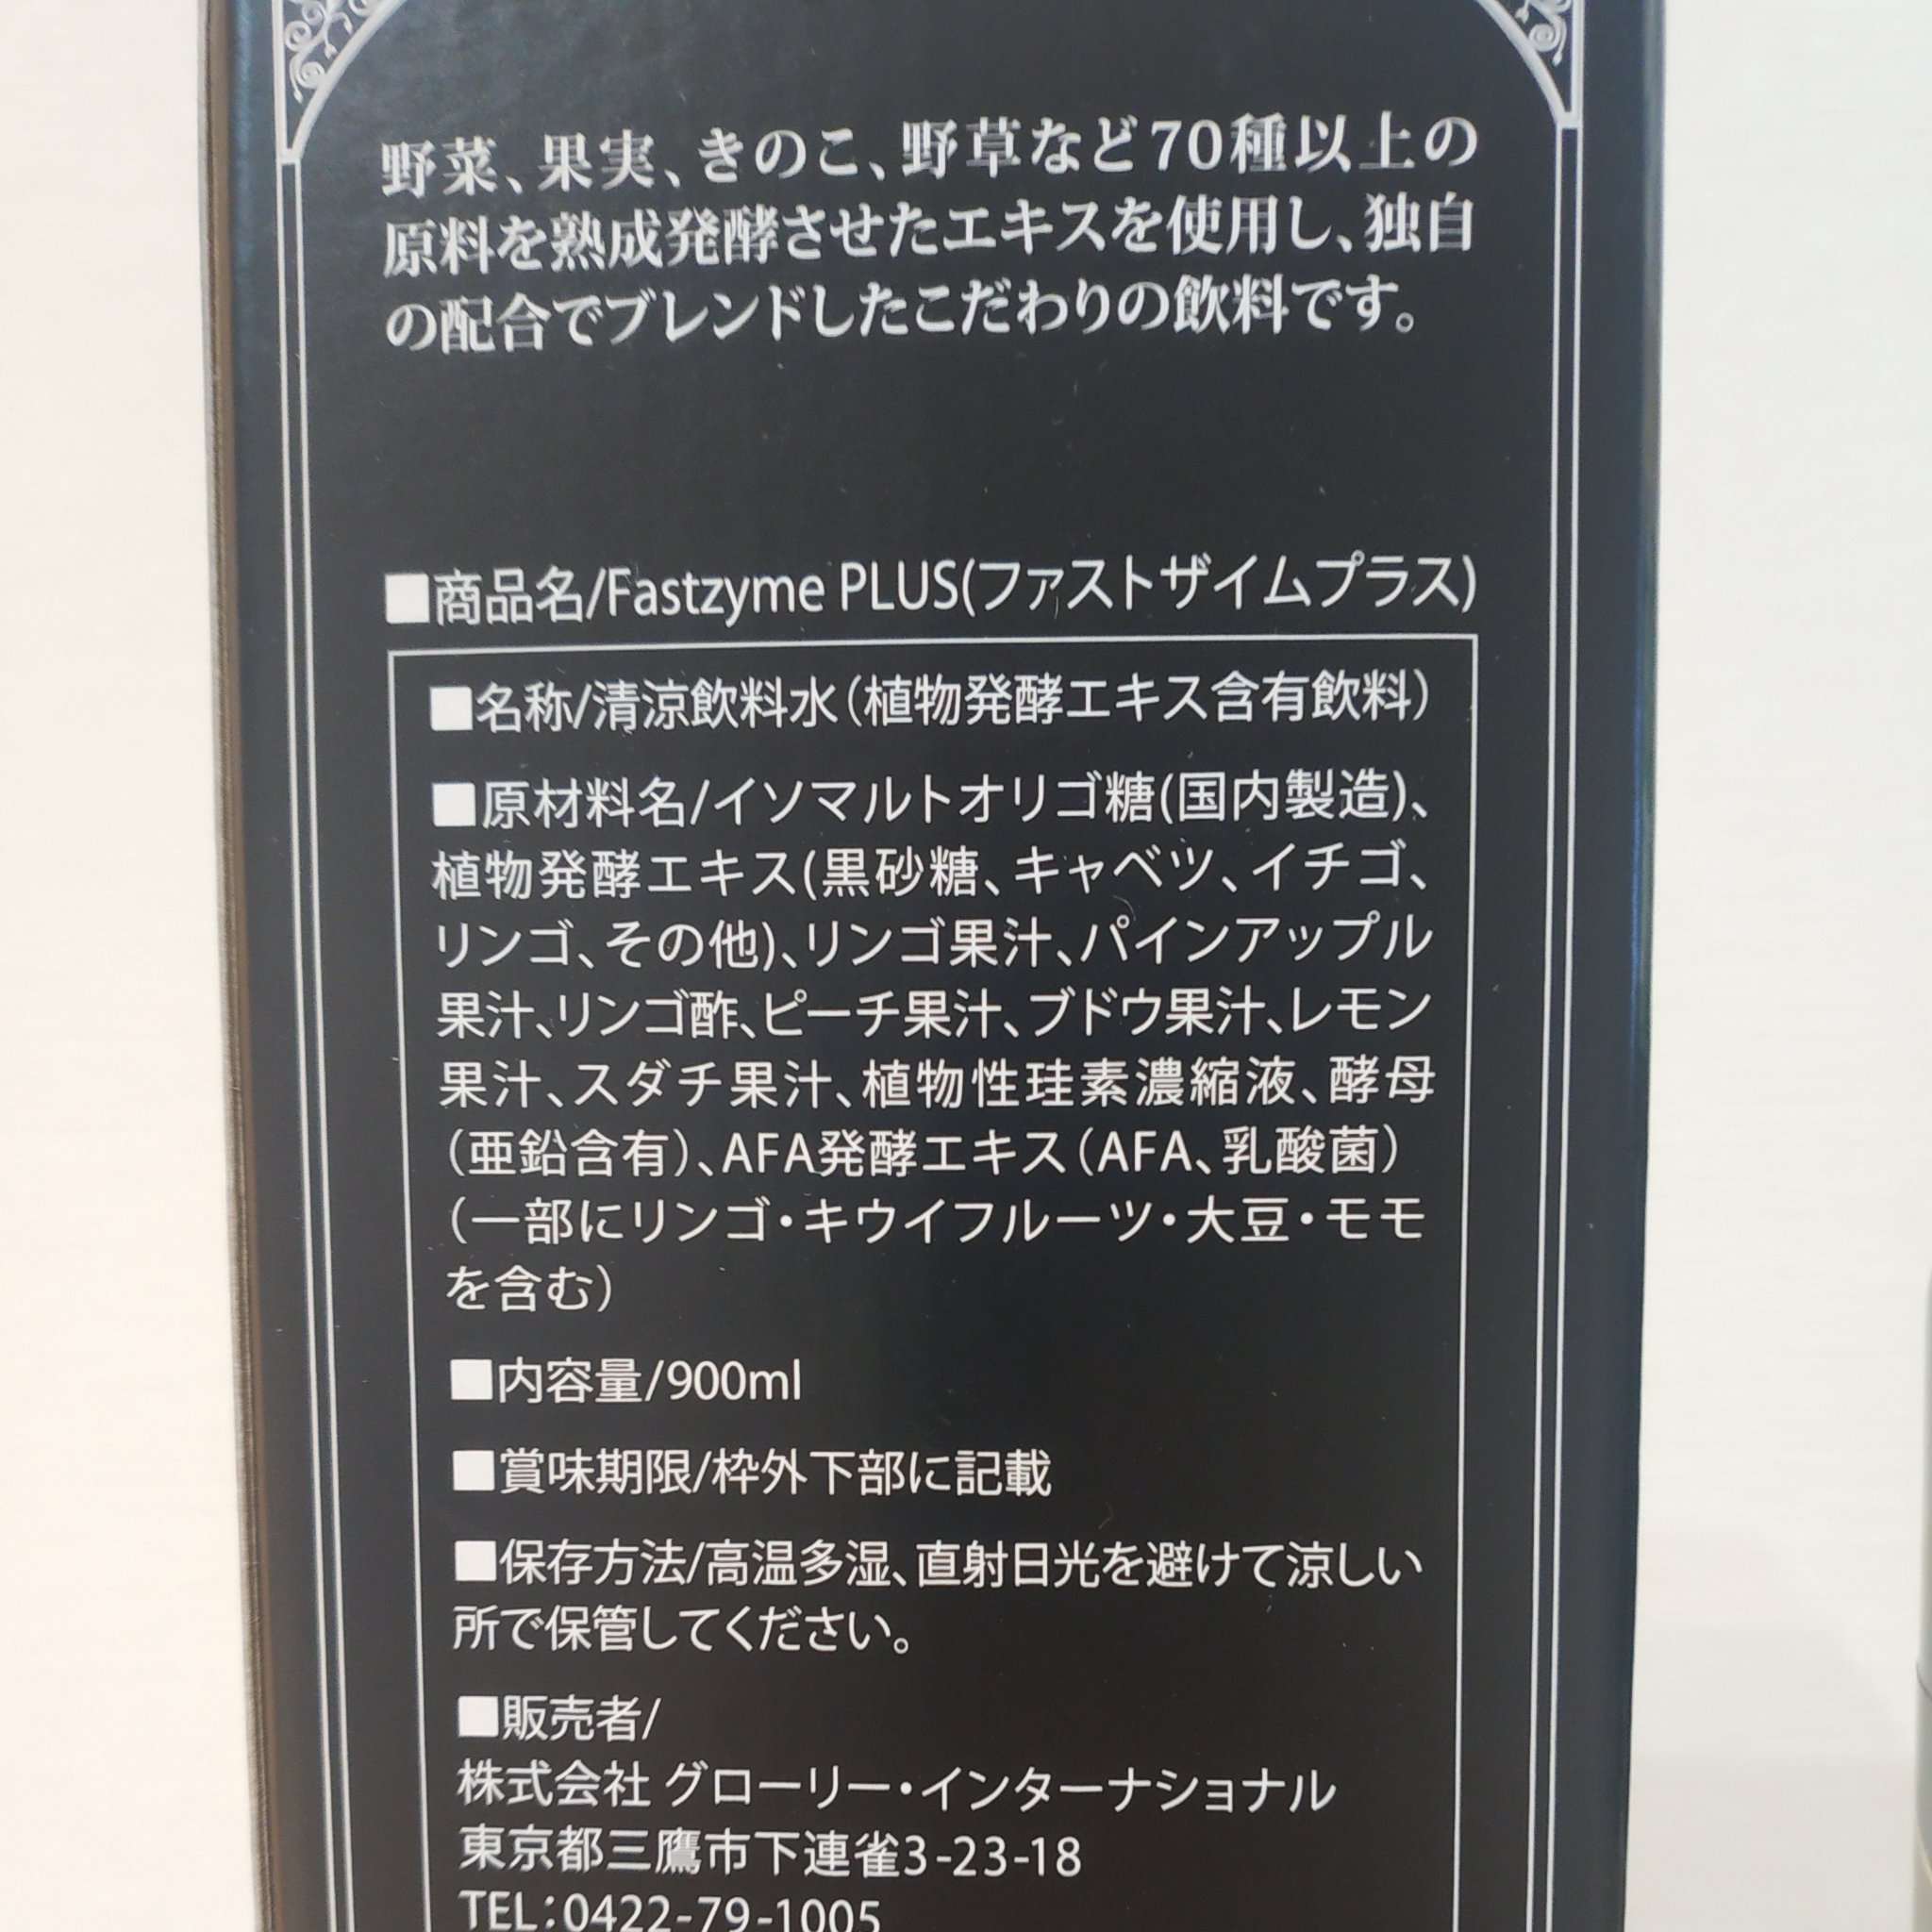 野菜、果実、きのこ、野草など70種以上の
原料を熟成発酵させたエキスを使用し、独自
の配合でブレンドしたこだわりの飲料です。
■商品名/Fastzyme PLUS(ファストザイムプラス)
■名称/清涼飲料水（植物発酵エキス含有飲料）
■原材料名/イソマルトオリゴ糖(国内製造)、
植物発酵エキス(黒砂糖、キャベツ、イチゴ、
リンゴ、その他)、リンゴ果汁、パインアップル
果汁、リンゴ酢、ピーチ果汁、ブドウ果汁、レモン
果汁、スダチ果汁、植物性珪素濃縮液、酵母
（亜鉛含有）、AFA発酵エキス（AFA、乳酸菌）
（一部にリンゴ・キウイフルーツ・大豆・モモ
を含む）
■内容量/900ml
■賞味期限/枠外下部に記載
■保存方法/高温多湿、直射日光を避けて涼しい
所で保管してください。
■販売者/
株式会社 グローリー・インターナショナル
東京都三鷹市下連雀3-23-18
TEL:0422-79-1005